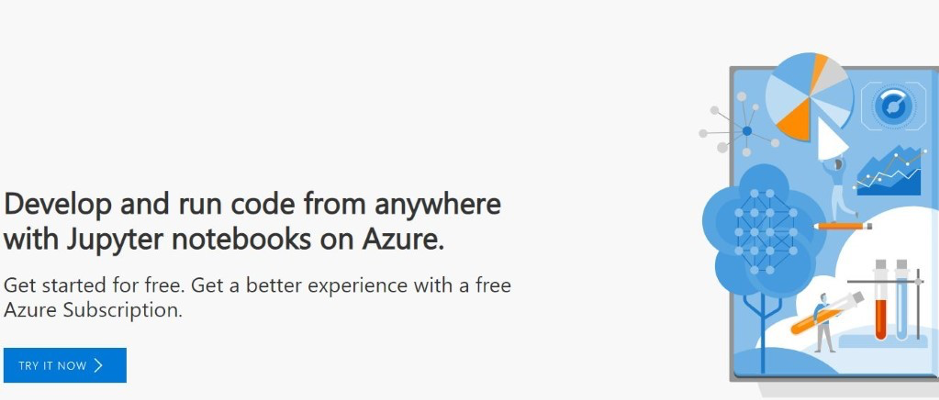 Develop and run code from anywhere
with Jupyter notebooks on Azure.
Get started for free. Get a better experience with a free
Azure Subscription.
TRY IT NOW